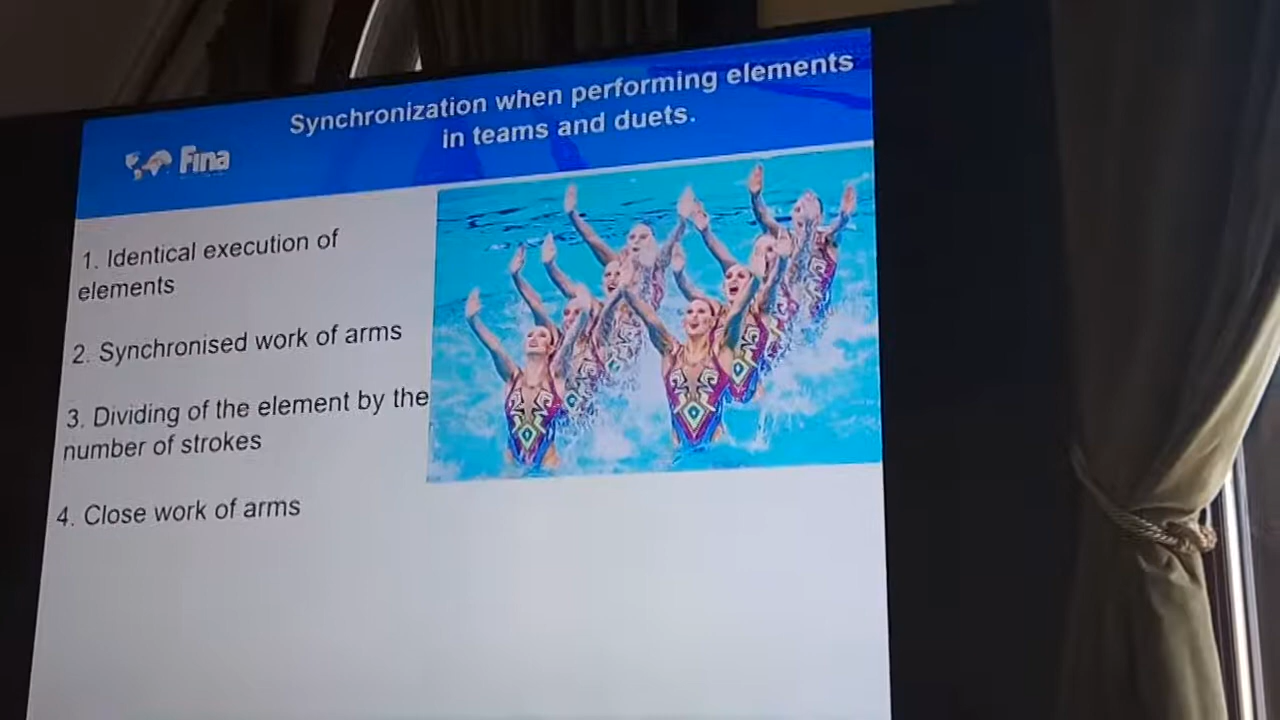 Synchronization when performing elements
in teams and duets.
Fina
1. Identical execution of
elements
2. Synchronised work of arms
3. Dividing of the element by the
number of strokes
4. Close work of arms